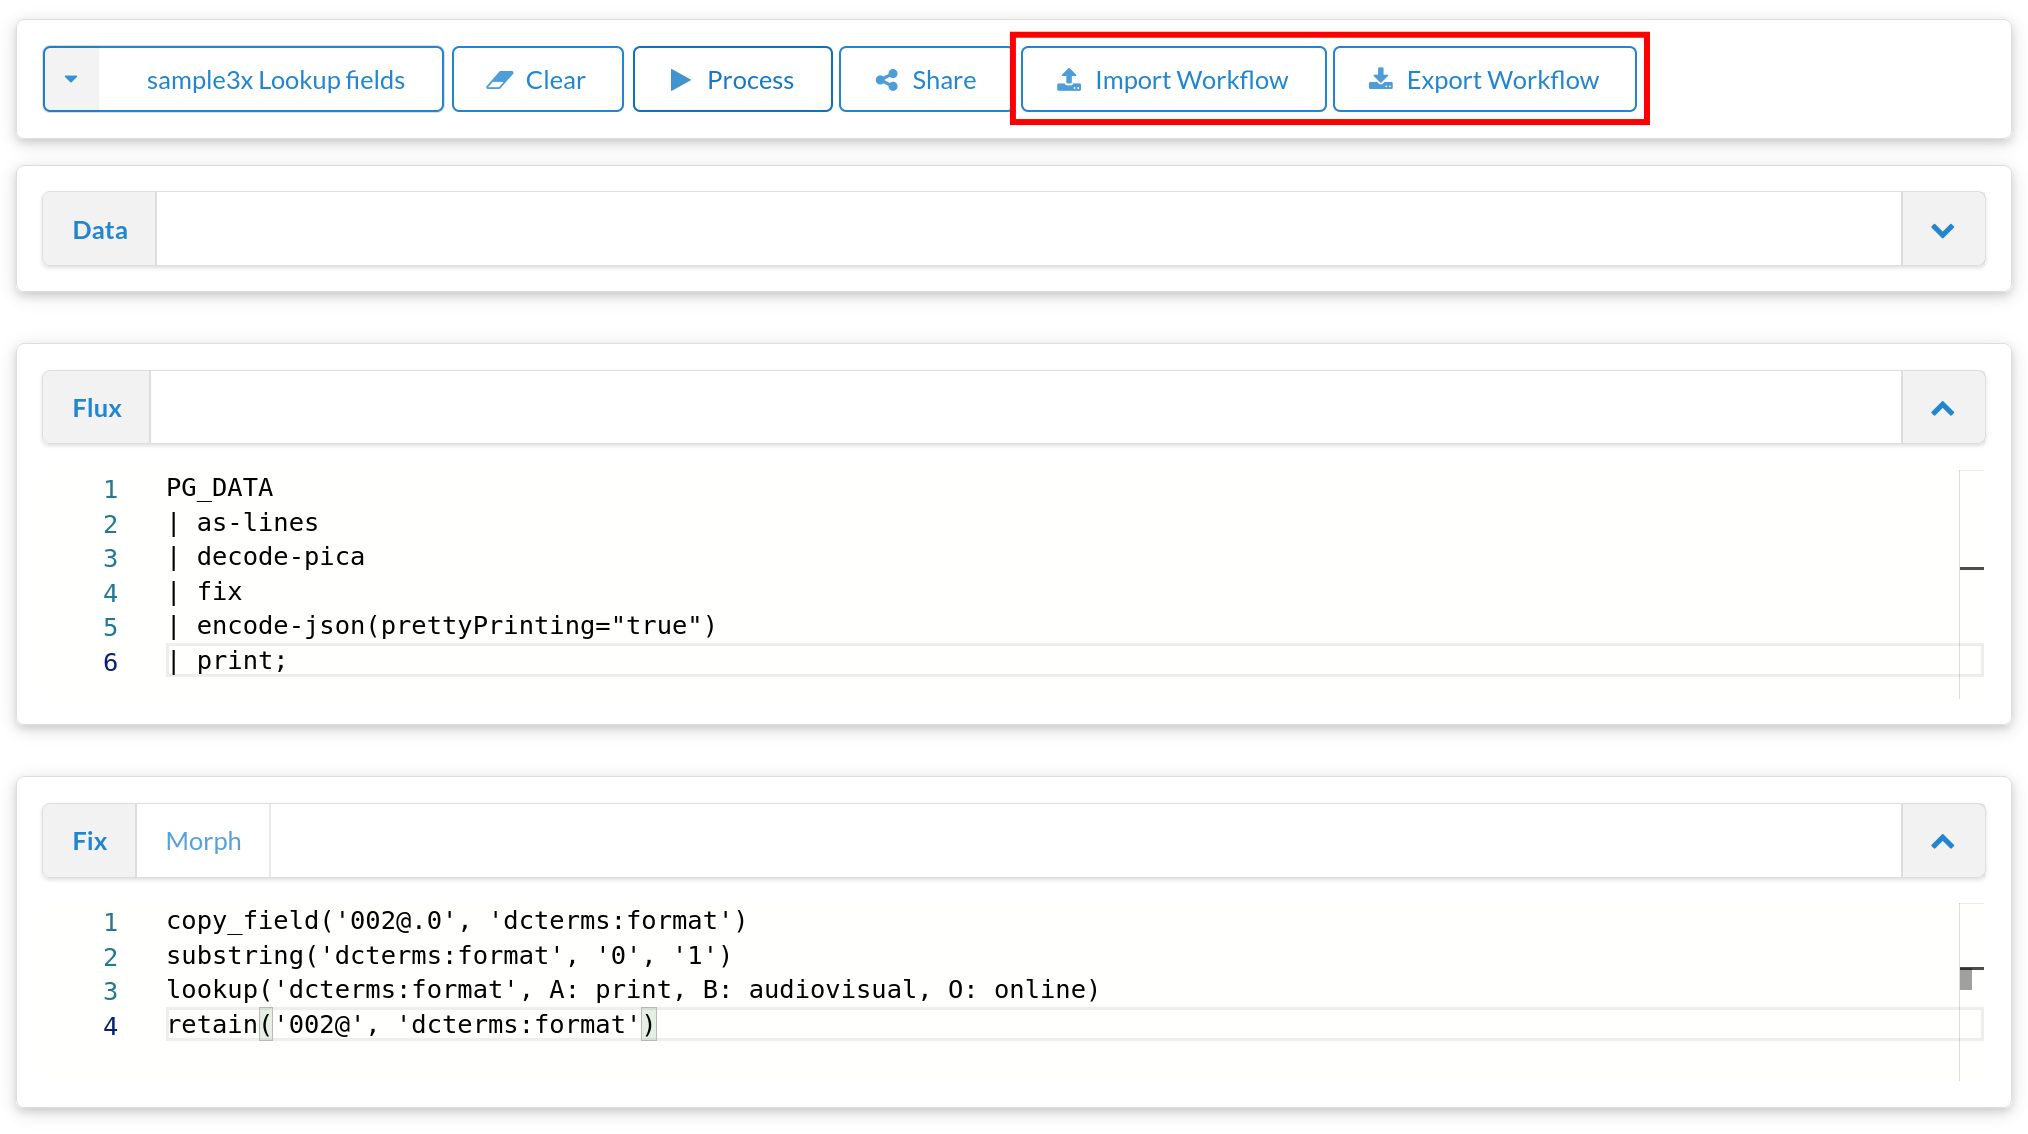 sample3x Lookup fields Clear Process Share Import Workflow Export Workflow
Data
Flux
1 PG_DATA
2 | as-lines
3 | decode-pica
4 | fix
5 | encode-json(prettyPrinting="true")
6 | print;
Fix Morph
1 copy_field('002@.0', 'dcterms:format')
2 substring('dcterms:format', '0', '1')
3 lookup('dcterms:format', A: print, B: audiovisual, O: online)
4 retain('002@', 'dcterms:format')